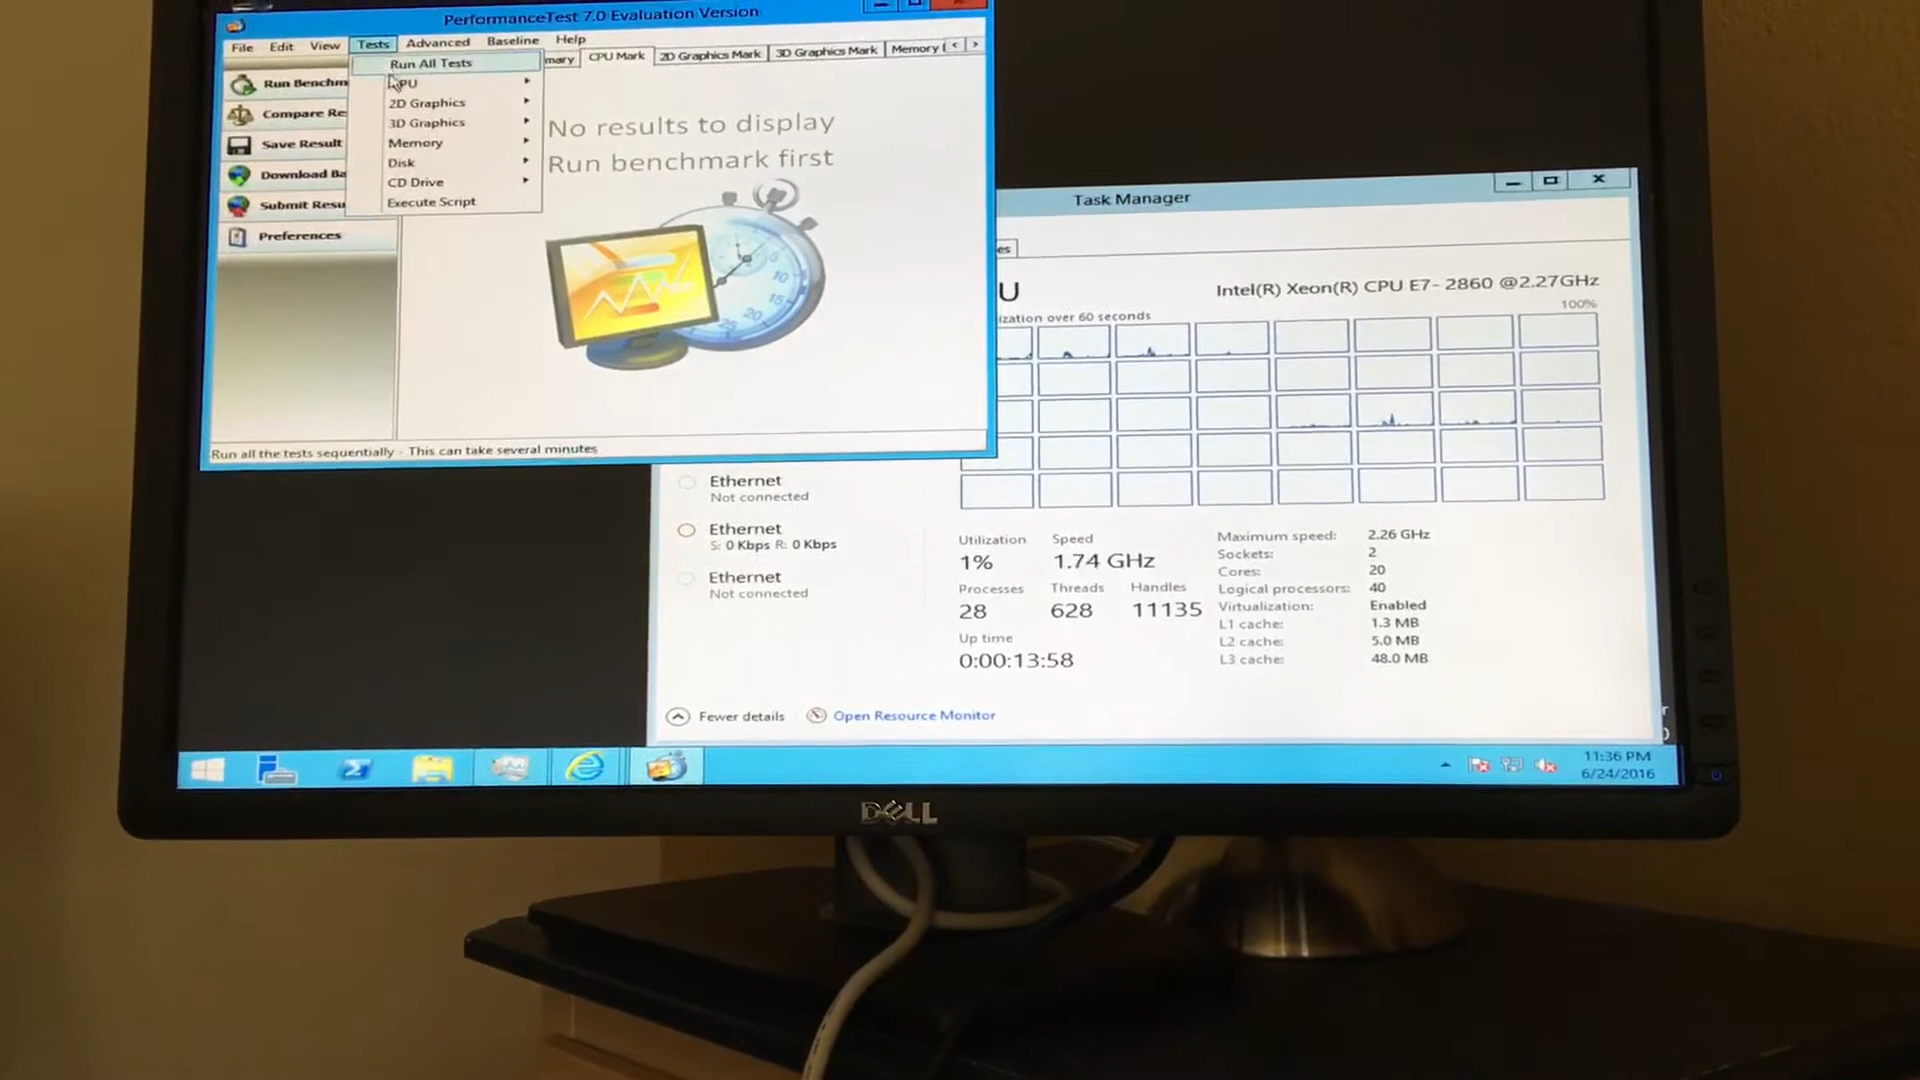 PerformanceTest 7.0 Evaluation Version
File Edit View Tests Advanced Baseline Help
Run Benchm
Compare Re
Save Result
Download Ba
Submit Resu
Preferences
Run All Tests
2D Graphics
3D Graphics
Memory
Disk
CD Drive
Execute Script
mary CPU Mark 2D Graphics Mark 3D Graphics Mark Memory
No results to display
Run benchmark first
Run all the tests sequentially - This can take several minutes
Task Manager
es
U
Intel(R) Xeon(R) CPU E7- 2860 @2.27GHz
ization over 60 seconds
100%
Ethernet
Not connected
Ethernet
S: 0 Kbps R: 0 Kbps
Ethernet
Not connected
Utilization Speed
1% 1.74 GHz
Processes Threads Handles
28 628 11135
Up time
0:00:13:58
Maximum speed: 2.26 GHz
Sockets: 2
Cores: 20
Logical processors: 40
Virtualization: Enabled
L1 cache: 1.3 MB
L2 cache: 5.0 MB
L3 cache: 48.0 MB
Fewer details Open Resource Monitor
11:36 PM
6/24/2016
DELL